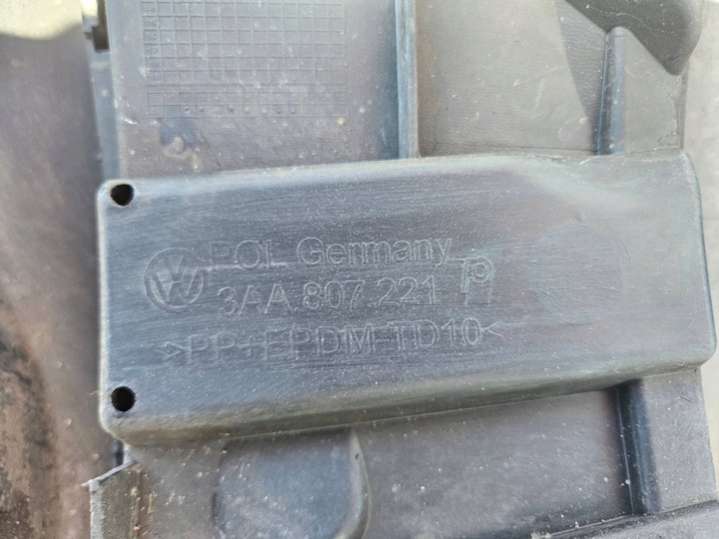 POL Germany
3AA.807.221
>PP+EPDM-TD10<